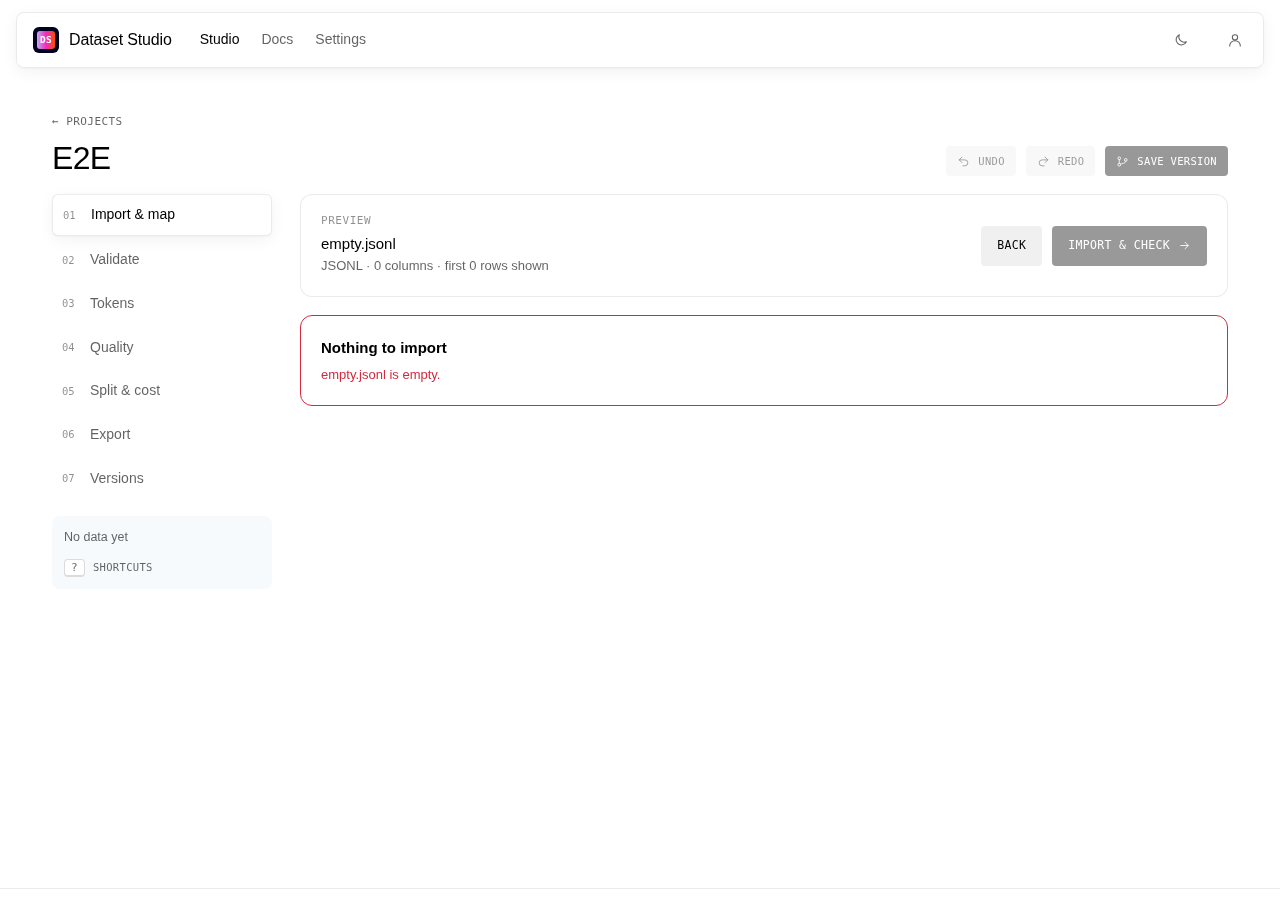 DS
Dataset Studio
Studio
Docs
Settings
← PROJECTS
E2E
UNDO
REDO
SAVE VERSION
01 Import & map
02 Validate
03 Tokens
04 Quality
05 Split & cost
06 Export
07 Versions
No data yet
? SHORTCUTS
PREVIEW
empty.jsonl
JSONL · 0 columns · first 0 rows shown
BACK
IMPORT & CHECK →
Nothing to import
empty.jsonl is empty.